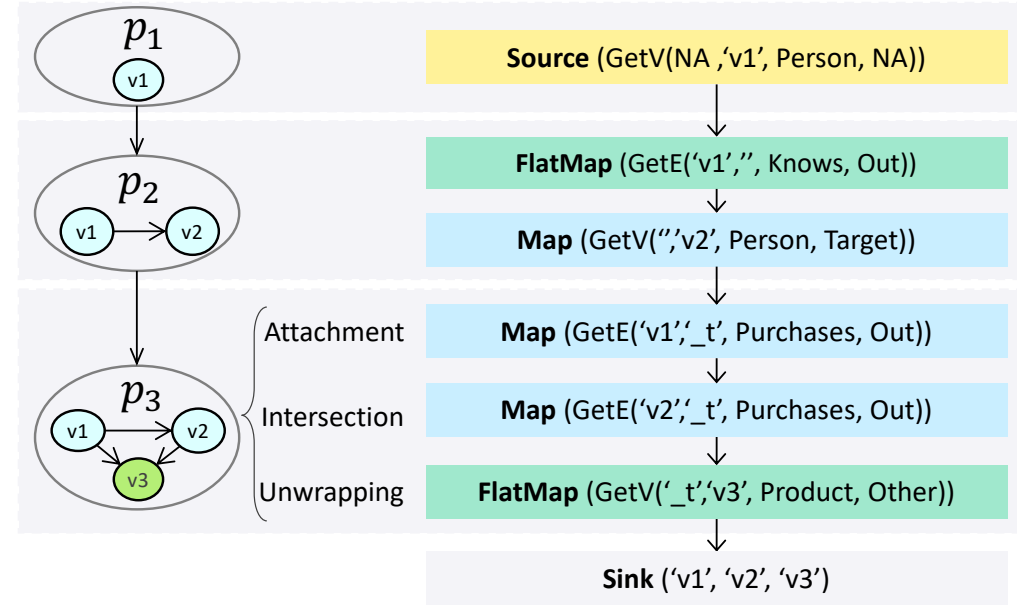 p1
v1
Source (GetV(NA ,‘v1’, Person, NA))
p2
v1
v2
FlatMap (GetE(‘v1’,’’, Knows, Out))
Map (GetV(‘’,‘v2’, Person, Target))
p3
v1
v2
v3
Attachment
Intersection
Unwrapping
Map (GetE(‘v1’,‘_t’, Purchases, Out))
Map (GetE(‘v2’,‘_t’, Purchases, Out))
FlatMap (GetV(‘_t’,‘v3’, Product, Other))
Sink (‘v1’, ‘v2’, ‘v3’)